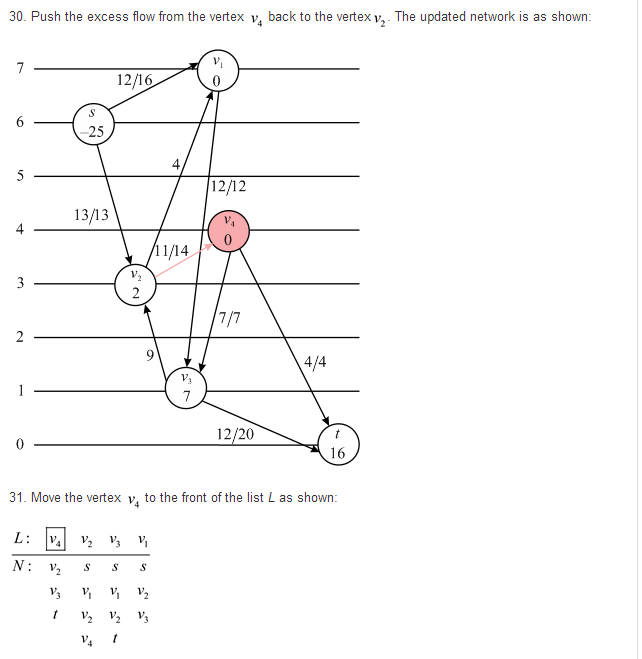 30. Push the excess flow from the vertex v₄ back to the vertex v₂. The updated network is as shown:
7
v₁
0
12/16
6
s
–25
4
5
12/12
13/13
4
v₄
0
11/14
3
v₂
2
7/7
2
9
4/4
1
v₃
7
12/20
0
t
16
31. Move the vertex v₄ to the front of the list L as shown:
L: v₄ v₂ v₃ v₁
N: v₂ s s s
v₃ v₁ v₁ v₂
t v₂ v₂ v₃
v₄ t